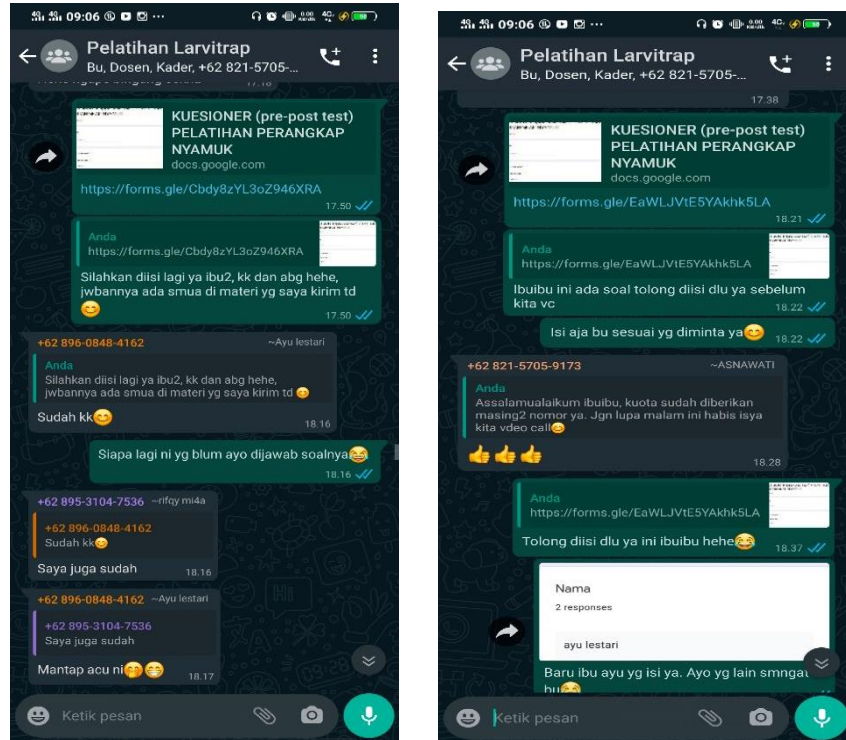 09:06
Pelatihan Larvitrap
Bu, Dosen, Kader, +62 821-5705-...
KUESIONER (pre-post test)
PELATIHAN PERANGKAP
NYAMUK
docs.google.com
https://forms.gle/Cbdy8zYL3oZ946XRA
17.50
Anda
https://forms.gle/Cbdy8zYL3oZ946XRA
Silahkan diisi lagi ya ibu2, kk dan abg hehe,
jwbannya ada smua di materi yg saya kirim td
😊
17.50
+62 896-0848-4162 ~Ayu lestari
Anda
Silahkan diisi lagi ya ibu2, kk dan abg hehe,
jwbannya ada smua di materi yg saya kirim td 😊
Sudah kk😊
18.16
Siapa lagi ni yg blum ayo dijawab soalnya😂
18.16
+62 895-3104-7536 ~rifqy mi4a
+62 896-0848-4162
Sudah kk😊
Saya juga sudah
18.16
+62 896-0848-4162 ~Ayu lestari
+62 895-3104-7536
Saya juga sudah
Mantap acu ni😁😁
18.17
Ketik pesan
09:06
Pelatihan Larvitrap
Bu, Dosen, Kader, +62 821-5705-...
17.38
KUESIONER (pre-post test)
PELATIHAN PERANGKAP
NYAMUK
docs.google.com
https://forms.gle/EaWLJVtE5YAkhk5LA
18.21
Anda
https://forms.gle/EaWLJVtE5YAkhk5LA
Ibuibu ini ada soal tolong diisi dlu ya sebelum
kita vc
18.22
Isi aja bu sesuai yg diminta ya😊
18.22
+62 821-5705-9173 ~ASNAWATI
Anda
Assalamualaikum ibuibu, kuota sudah diberikan
masing2 nomor ya. Jgn lupa malam ini habis isya
kita vdeo call😊
👍👍👍
18.28
Anda
https://forms.gle/EaWLJVtE5YAkhk5LA
Tolong diisi dlu ya ini ibuibu hehe😂
18.37
Nama
2 responses
ayu lestari
Baru ibu ayu yg isi ya. Ayo yg lain smngat
bu😂
Ketik pesan